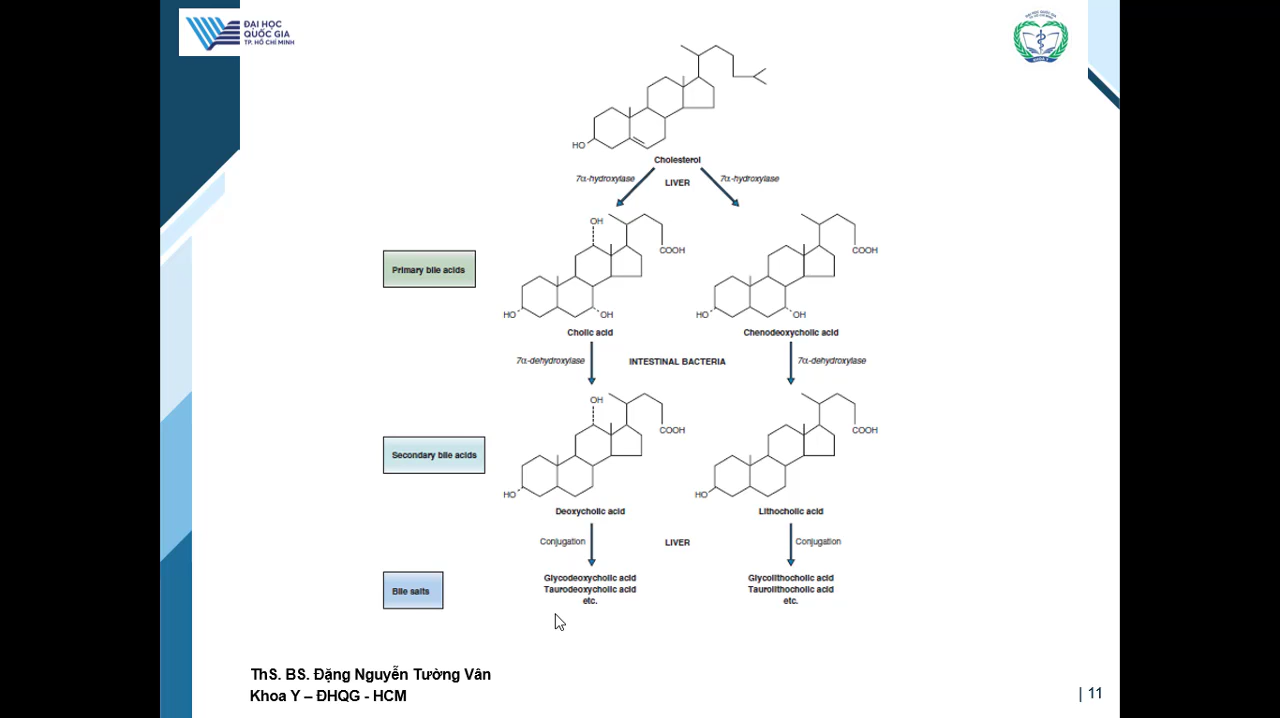 ĐẠI HỌC
QUỐC GIA
TP. HỒ CHÍ MINH
HO
Cholesterol
7α-hydroxylase
LIVER
7α-hydroxylase
OH
COOH
COOH
Primary bile acids
HO
OH
HO
OH
Cholic acid
Chenodeoxycholic acid
7α-dehydroxylase
INTESTINAL BACTERIA
7α-dehydroxylase
OH
COOH
COOH
Secondary bile acids
HO
HO
Deoxycholic acid
Lithocholic acid
Conjugation
LIVER
Conjugation
Bile salts
Glycodeoxycholic acid
Taurodeoxycholic acid
etc.
Glycolithocholic acid
Taurolithocholic acid
etc.
ThS. BS. Đặng Nguyễn Tường Vân
Khoa Y – ĐHQG - HCM
| 11